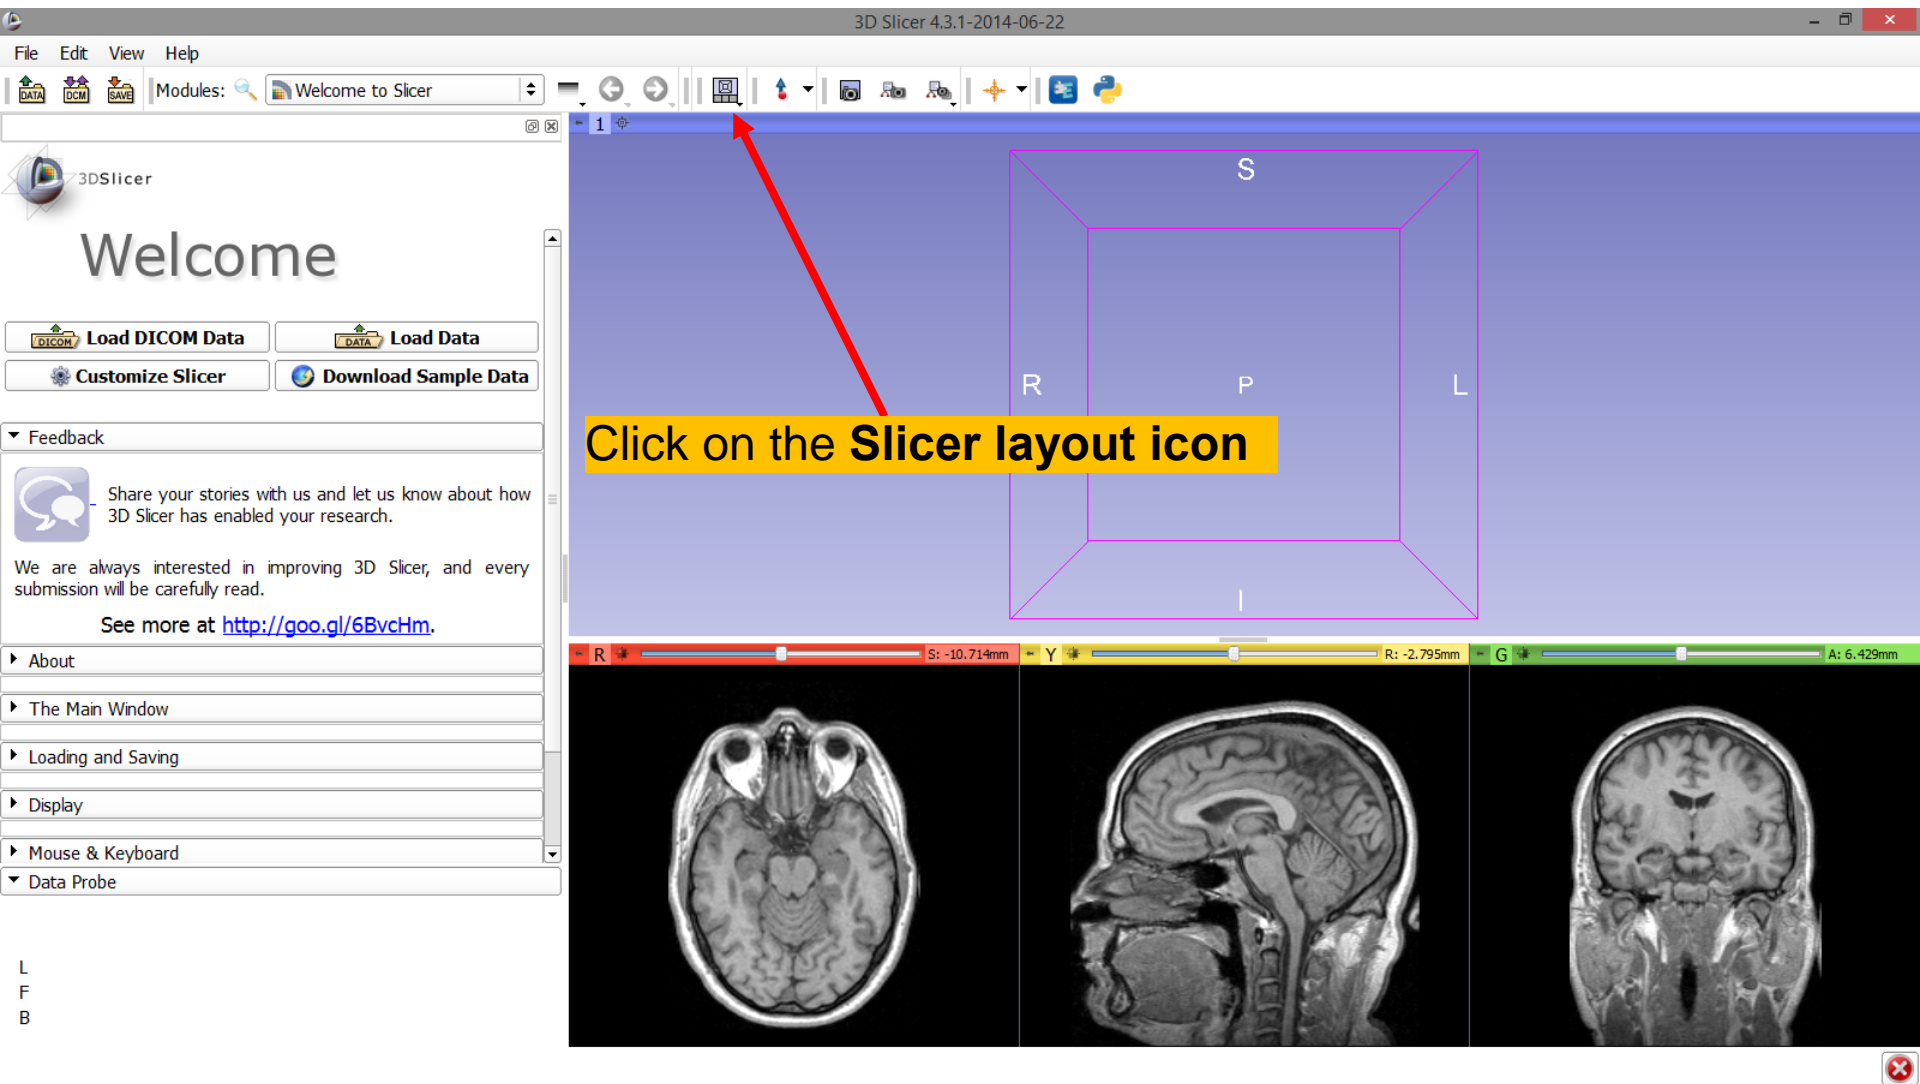 3D Slicer 4.3.1-2014-06-22
File Edit View Help
DATA DCM SAVE Modules: Welcome to Slicer
1
3DSlicer
Welcome
Load DICOM Data
Load Data
Customize Slicer
Download Sample Data
Feedback
Share your stories with us and let us know about how
3D Slicer has enabled your research.
We are always interested in improving 3D Slicer, and every
submission will be carefully read.
See more at http://goo.gl/6BvcHm.
About
The Main Window
Loading and Saving
Display
Mouse & Keyboard
Data Probe
L
F
B
S
R P L
Click on the Slicer layout icon
I
R S: -10.714mm
Y R: -2.795mm
G A: 6.429mm